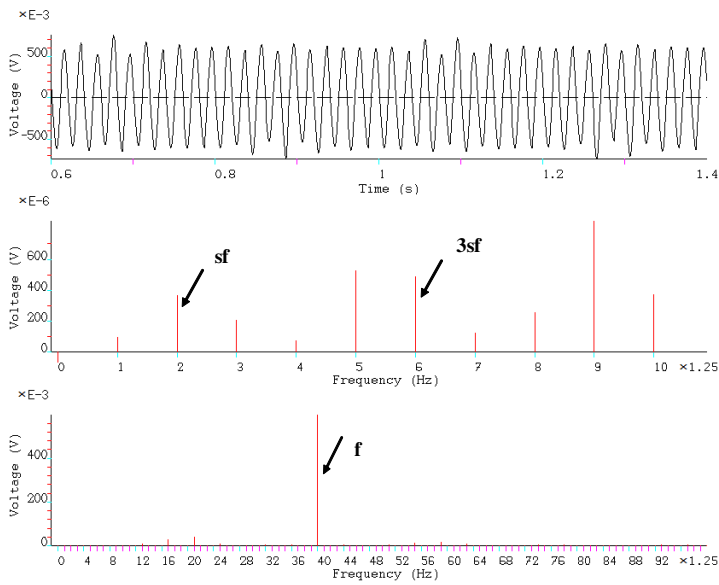 ×E-3
Voltage (V)
500
0
-500
0.6 0.8 1 1.2 1.4
Time (s)
×E-6
Voltage (V)
600
400
200
0
sf
3sf
0 1 2 3 4 5 6 7 8 9 10 ×1.25
Frequency (Hz)
×E-3
Voltage (V)
400
200
0
f
0 4 8 12 16 20 24 28 32 36 40 44 48 52 56 60 64 68 72 76 80 84 88 92 96 ×1.25
Frequency (Hz)